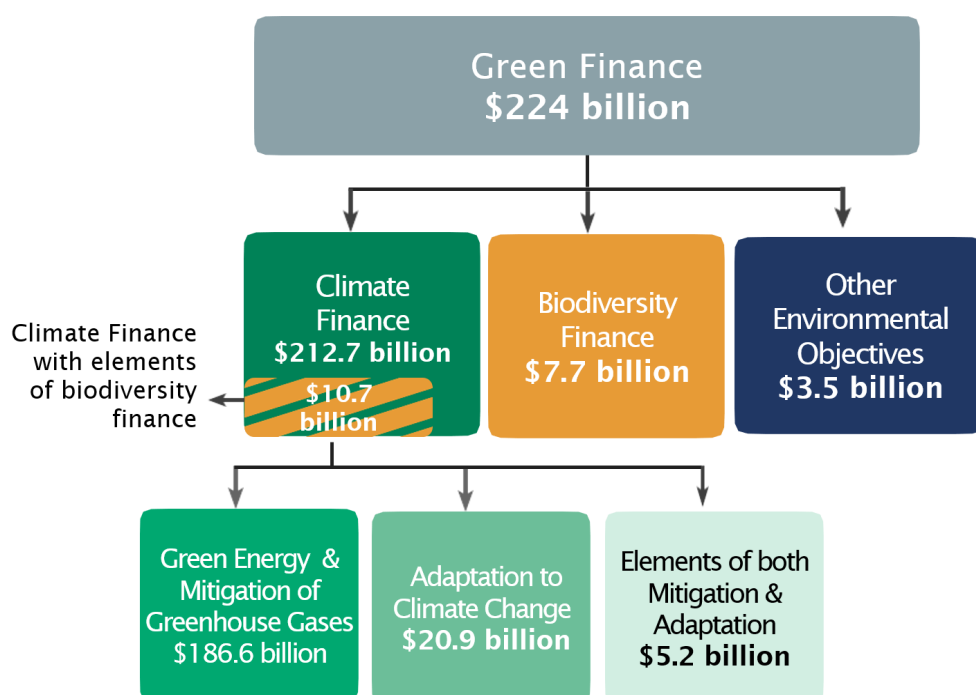 Green Finance
$224 billion
Climate
Finance
$212.7 billion
$10.7
billion
Climate Finance
with elements
of biodiversity
finance
Biodiversity
Finance
$7.7 billion
Other
Environmental
Objectives
$3.5 billion
Green Energy &
Mitigation of
Greenhouse Gases
$186.6 billion
Adaptation to
Climate Change
$20.9 billion
Elements of both
Mitigation &
Adaptation
$5.2 billion